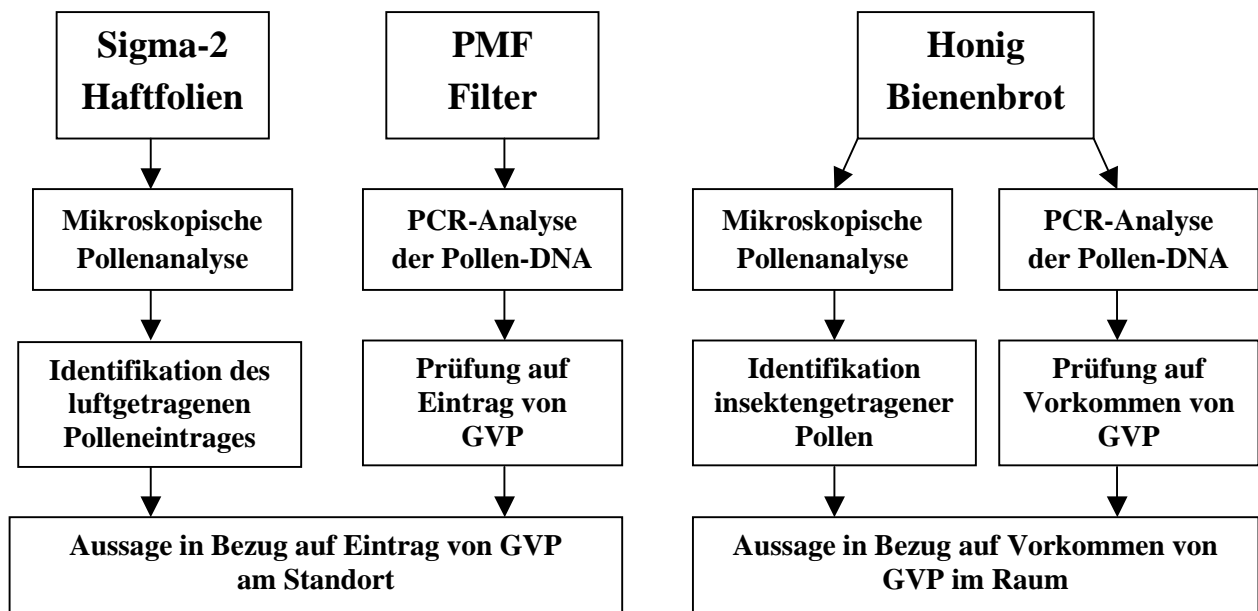 Sigma-2
Haftfolien
PMF
Filter
Honig
Bienenbrot
Mikroskopische
Pollenanalyse
PCR-Analyse
der Pollen-DNA
Mikroskopische
Pollenanalyse
PCR-Analyse
der Pollen-DNA
Identifikation des
luftgetragenen
Polleneintrages
Prüfung auf
Eintrag von
GVP
Identifikation
insektengetragener
Pollen
Prüfung auf
Vorkommen von
GVP
Aussage in Bezug auf Eintrag von GVP
am Standort
Aussage in Bezug auf Vorkommen von
GVP im Raum